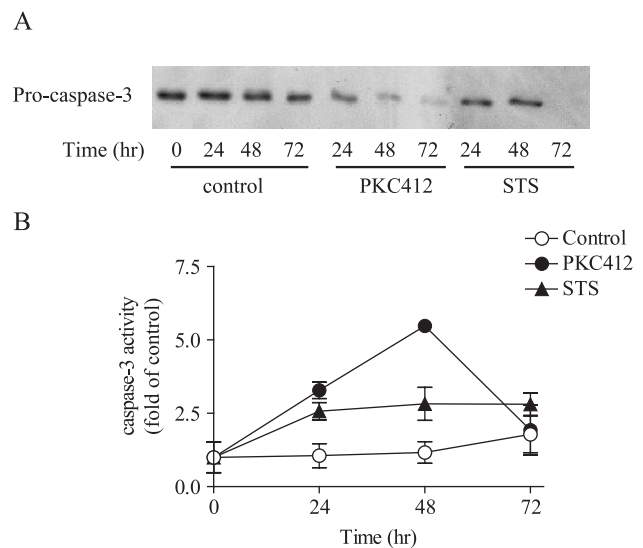 A
Pro-caspase-3
Time (hr) 0 24 48 72 24 48 72 24 48 72
control PKC412 STS
B
Control
PKC412
STS
caspase-3 activity
(fold of control)
7.5
5.0
2.5
0.0
0 24 48 72
Time (hr)